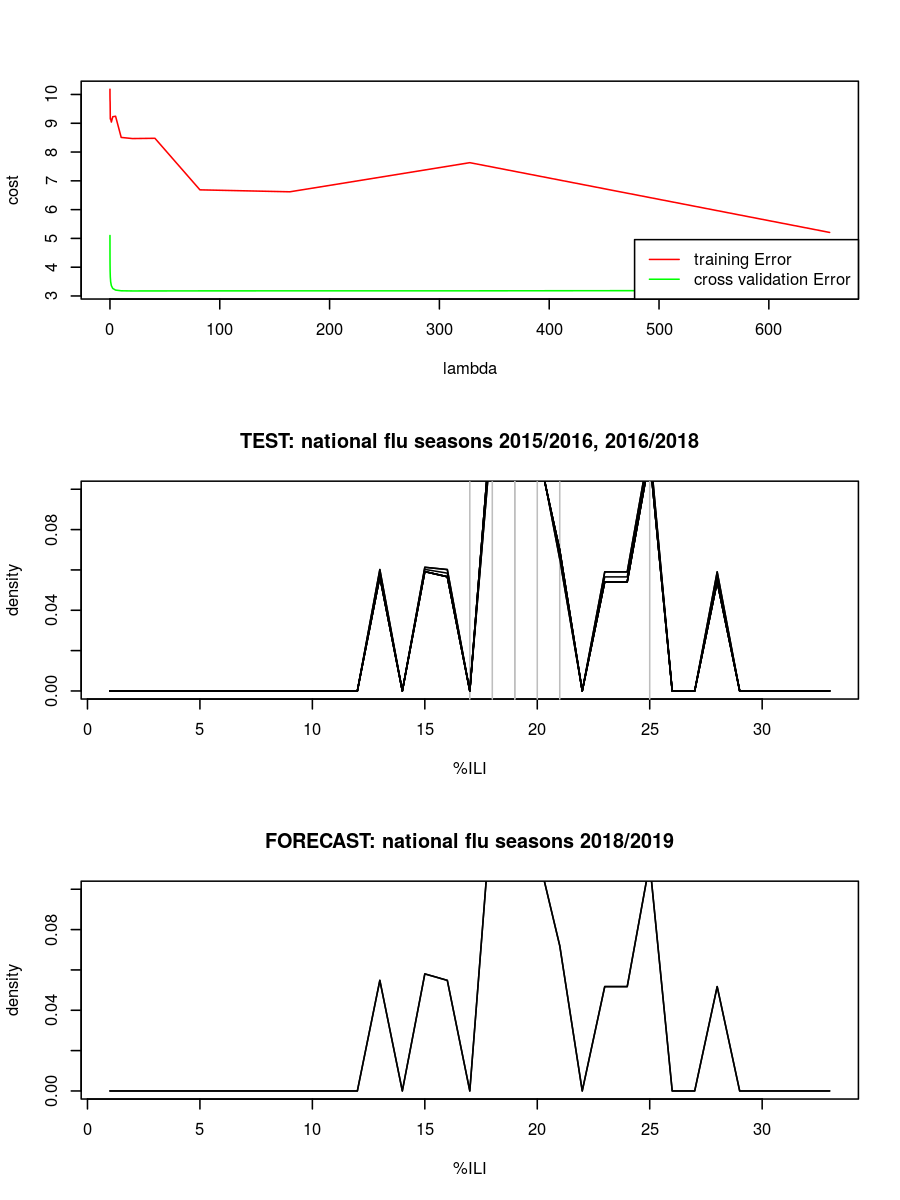 10
9
8
7
6
5
4
3
cost
training Error
cross validation Error
0 100 200 300 400 500 600
lambda
TEST: national flu seasons 2015/2016, 2016/2018
0.08
0.04
0.00
density
0 5 10 15 20 25 30
%ILI
FORECAST: national flu seasons 2018/2019
0.08
0.04
0.00
density
0 5 10 15 20 25 30
%ILI